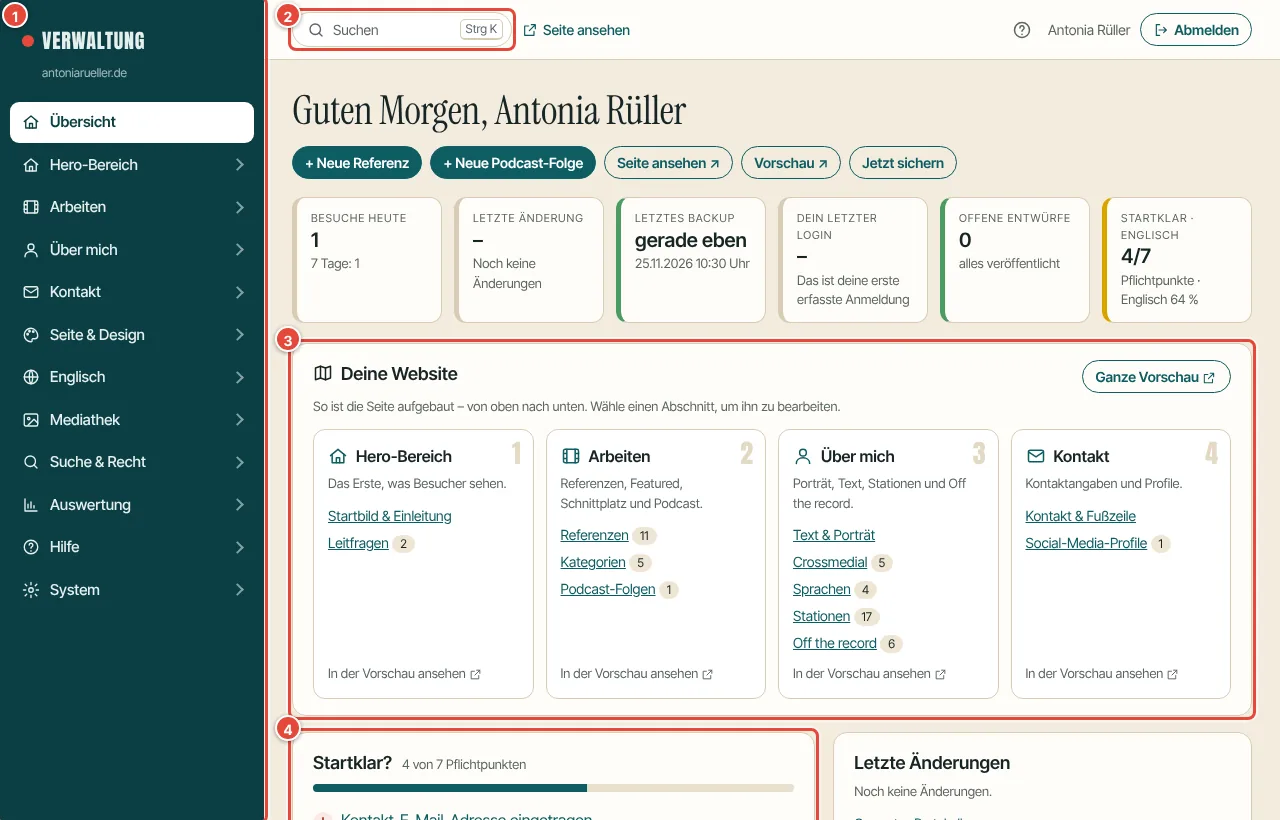 1
VERWALTUNG
antoniarueller.de
Übersicht
Hero-Bereich
Arbeiten
Über mich
Kontakt
Seite & Design
Englisch
Mediathek
Suche & Recht
Auswertung
Hilfe
System
2
Suchen Strg K
Seite ansehen
Antonia Rüller
Abmelden
Guten Morgen, Antonia Rüller
+ Neue Referenz
+ Neue Podcast-Folge
Seite ansehen ↗
Vorschau ↗
Jetzt sichern
BESUCHE HEUTE
1
7 Tage: 1
LETZTE ÄNDERUNG
–
Noch keine
Änderungen
LETZTES BACKUP
gerade eben
25.11.2026 10:30 Uhr
DEIN LETZTER
LOGIN
–
Das ist deine erste
erfasste Anmeldung
OFFENE ENTWÜRFE
0
alles veröffentlicht
STARTKLAR ·
ENGLISCH
4/7
Pflichtpunkte ·
Englisch 64 %
3
Deine Website
Ganze Vorschau
So ist die Seite aufgebaut – von oben nach unten. Wähle einen Abschnitt, um ihn zu bearbeiten.
Hero-Bereich 1
Das Erste, was Besucher sehen.
Startbild & Einleitung
Leitfragen 2
In der Vorschau ansehen
Arbeiten 2
Referenzen, Featured,
Schnittplatz und Podcast.
Referenzen 11
Kategorien 5
Podcast-Folgen 1
In der Vorschau ansehen
Über mich 3
Porträt, Text, Stationen und Off
the record.
Text & Porträt
Crossmedial 5
Sprachen 4
Stationen 17
Off the record 6
In der Vorschau ansehen
Kontakt 4
Kontaktangaben und Profile.
Kontakt & Fußzeile
Social-Media-Profile 1
In der Vorschau ansehen
4
Startklar? 4 von 7 Pflichtpunkten
Kontakt-E-Mail-Adresse eingetragen
Letzte Änderungen
Noch keine Änderungen.